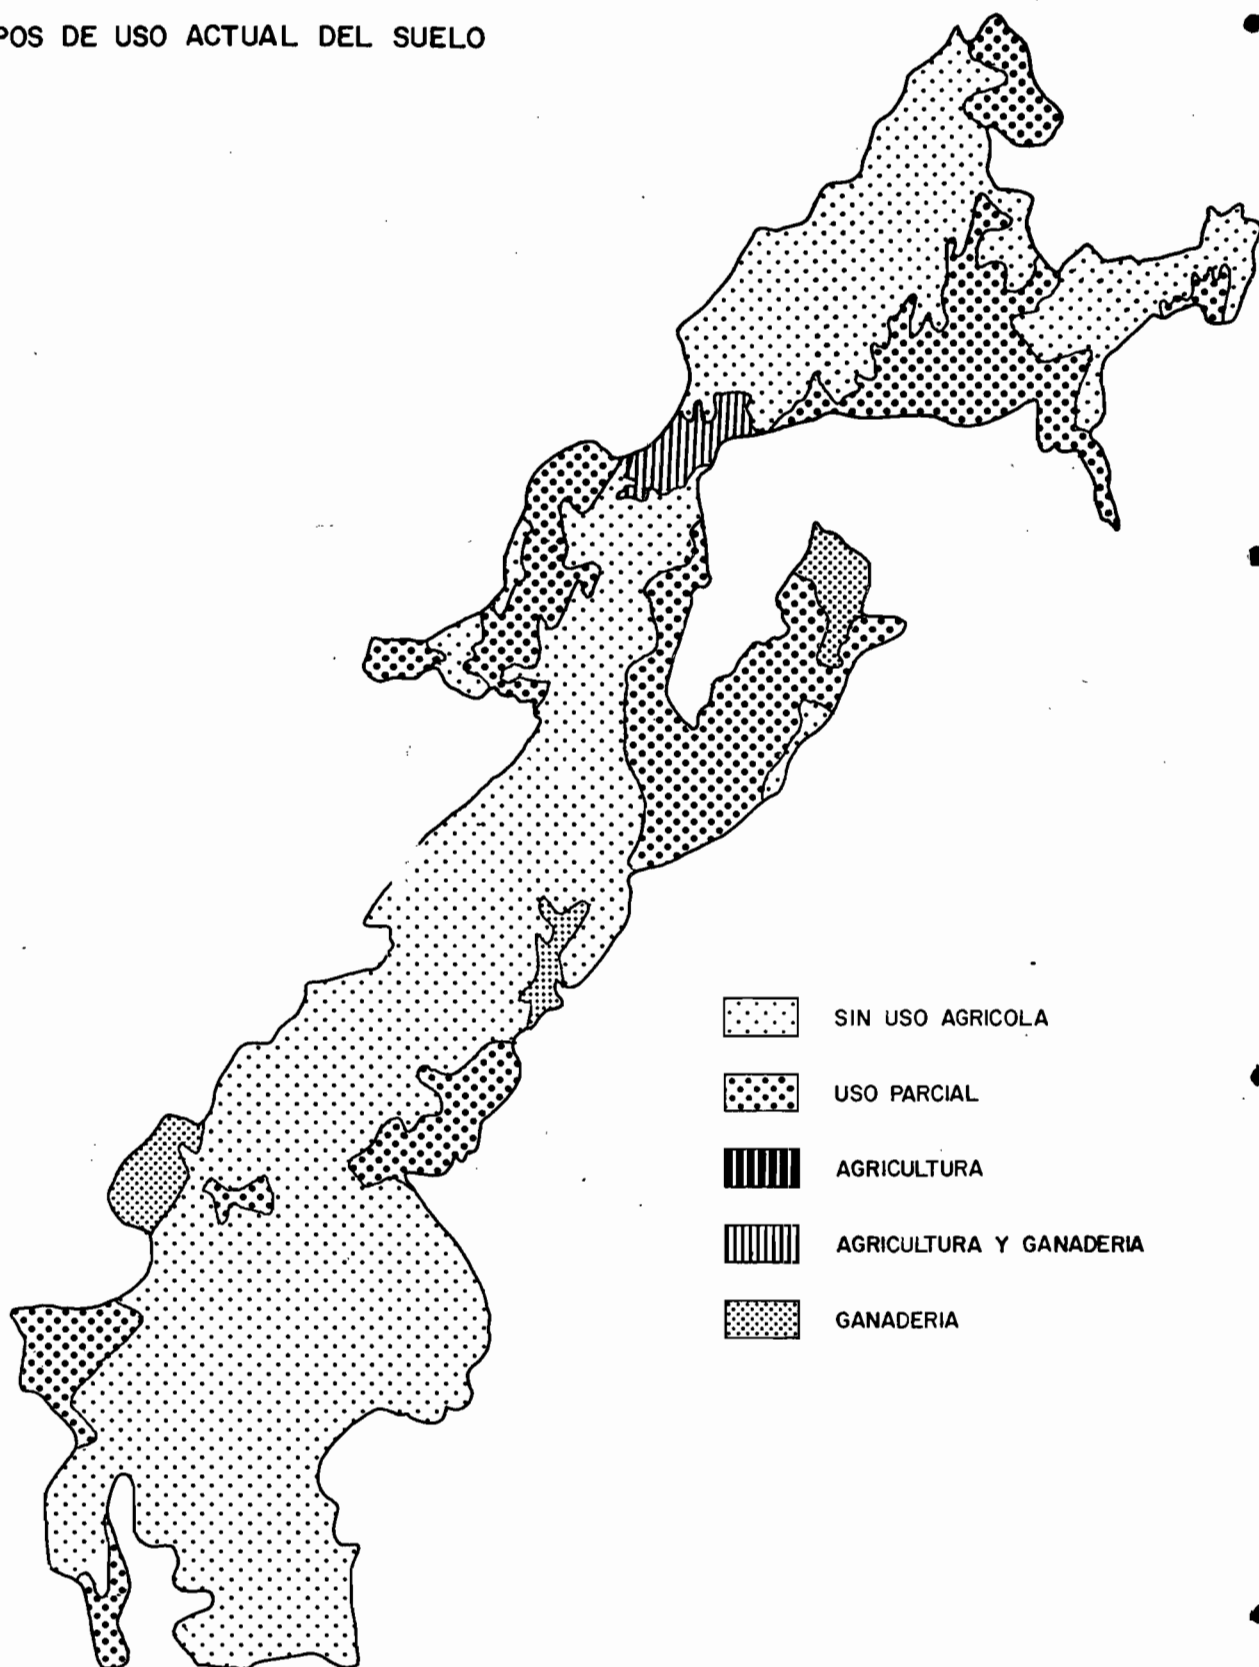 POS DE USO ACTUAL DEL SUELO
SIN USO AGRICOLA
USO PARCIAL
AGRICULTURA
AGRICULTURA Y GANADERIA
GANADERIA